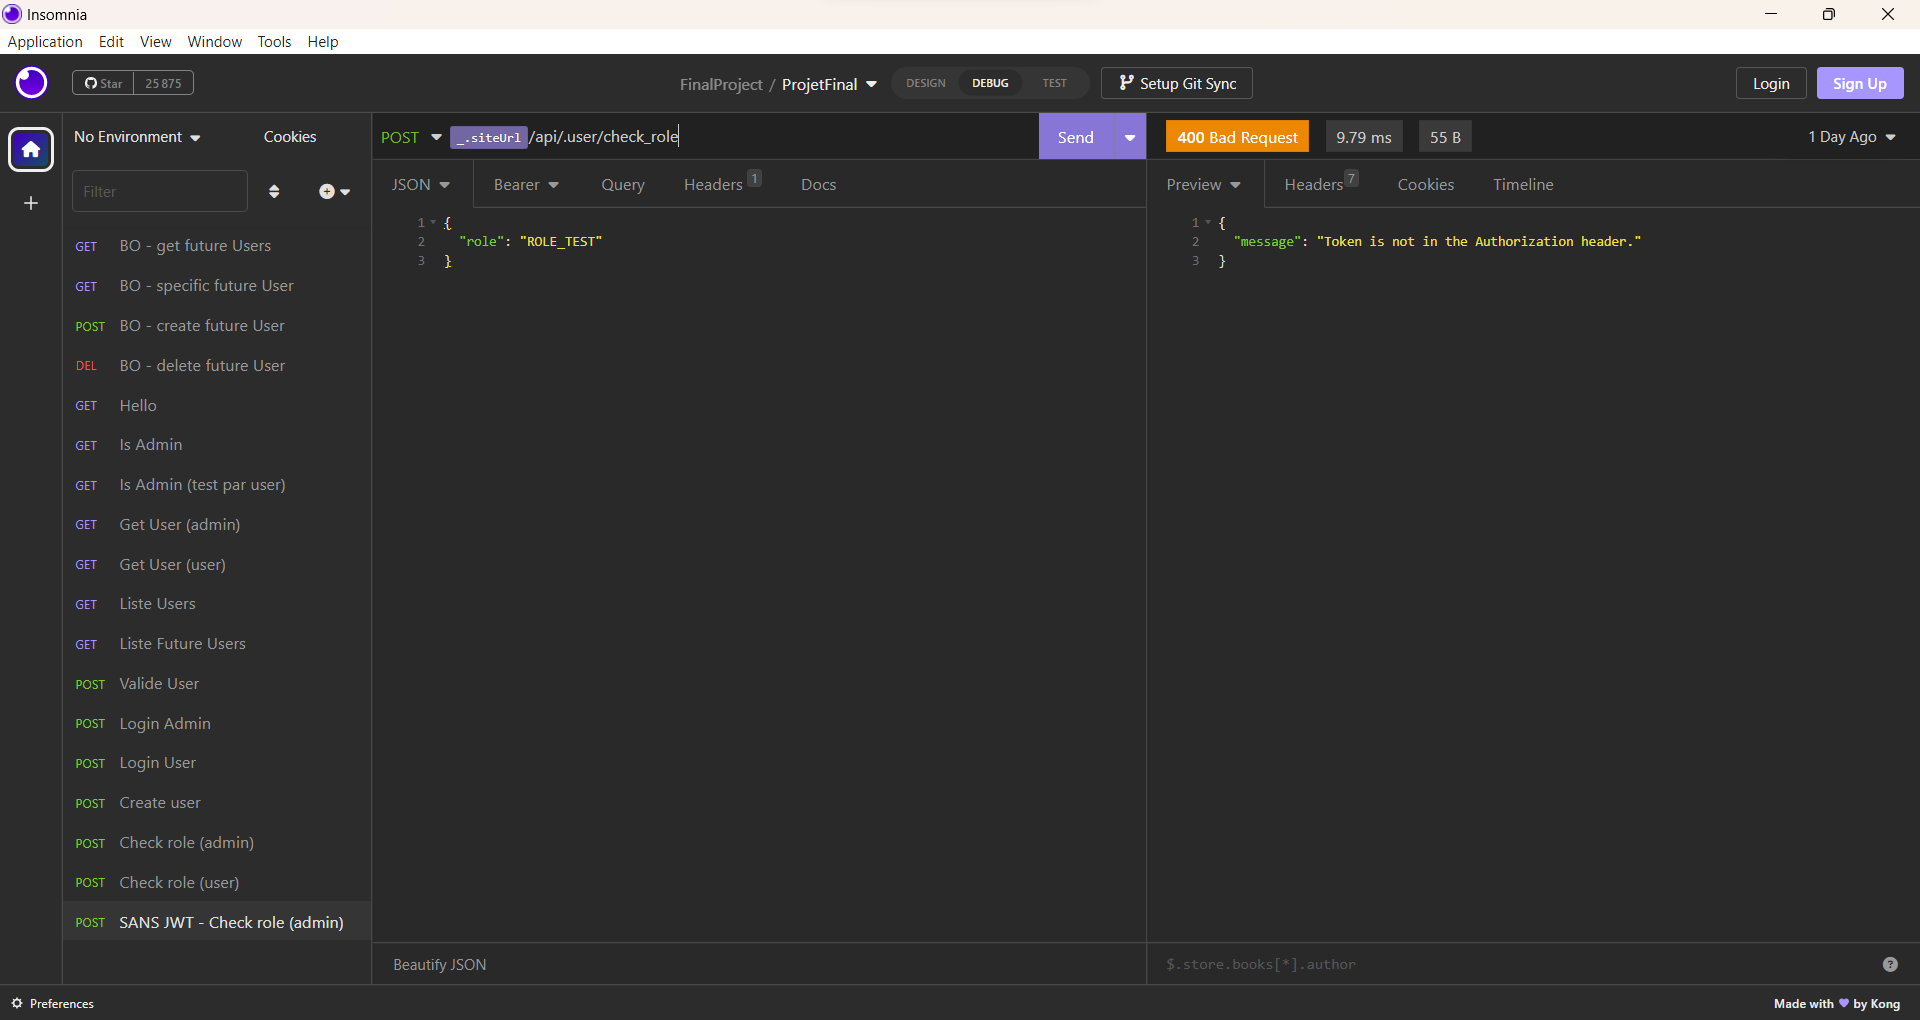 Insomnia
Application Edit View Window Tools Help
Star 25 875
FinalProject / ProjetFinal
DESIGN DEBUG TEST
Setup Git Sync
Login Sign Up
No Environment Cookies
Filter
GET BO - get future Users
GET BO - specific future User
POST BO - create future User
DEL BO - delete future User
GET Hello
GET Is Admin
GET Is Admin (test par user)
GET Get User (admin)
GET Get User (user)
GET Liste Users
GET Liste Future Users
POST Valide User
POST Login Admin
POST Login User
POST Create user
POST Check role (admin)
POST Check role (user)
POST SANS JWT - Check role (admin)
POST _.siteUrl /api/.user/check_role Send
JSON Bearer Query Headers 1 Docs
1 {
2 "role": "ROLE_TEST"
3 }
Beautify JSON
400 Bad Request 9.79 ms 55 B 1 Day Ago
Preview Headers 7 Cookies Timeline
1 {
2 "message": "Token is not in the Authorization header."
3 }
$.store.books[*].author ?
Preferences
Made with ♥ by Kong